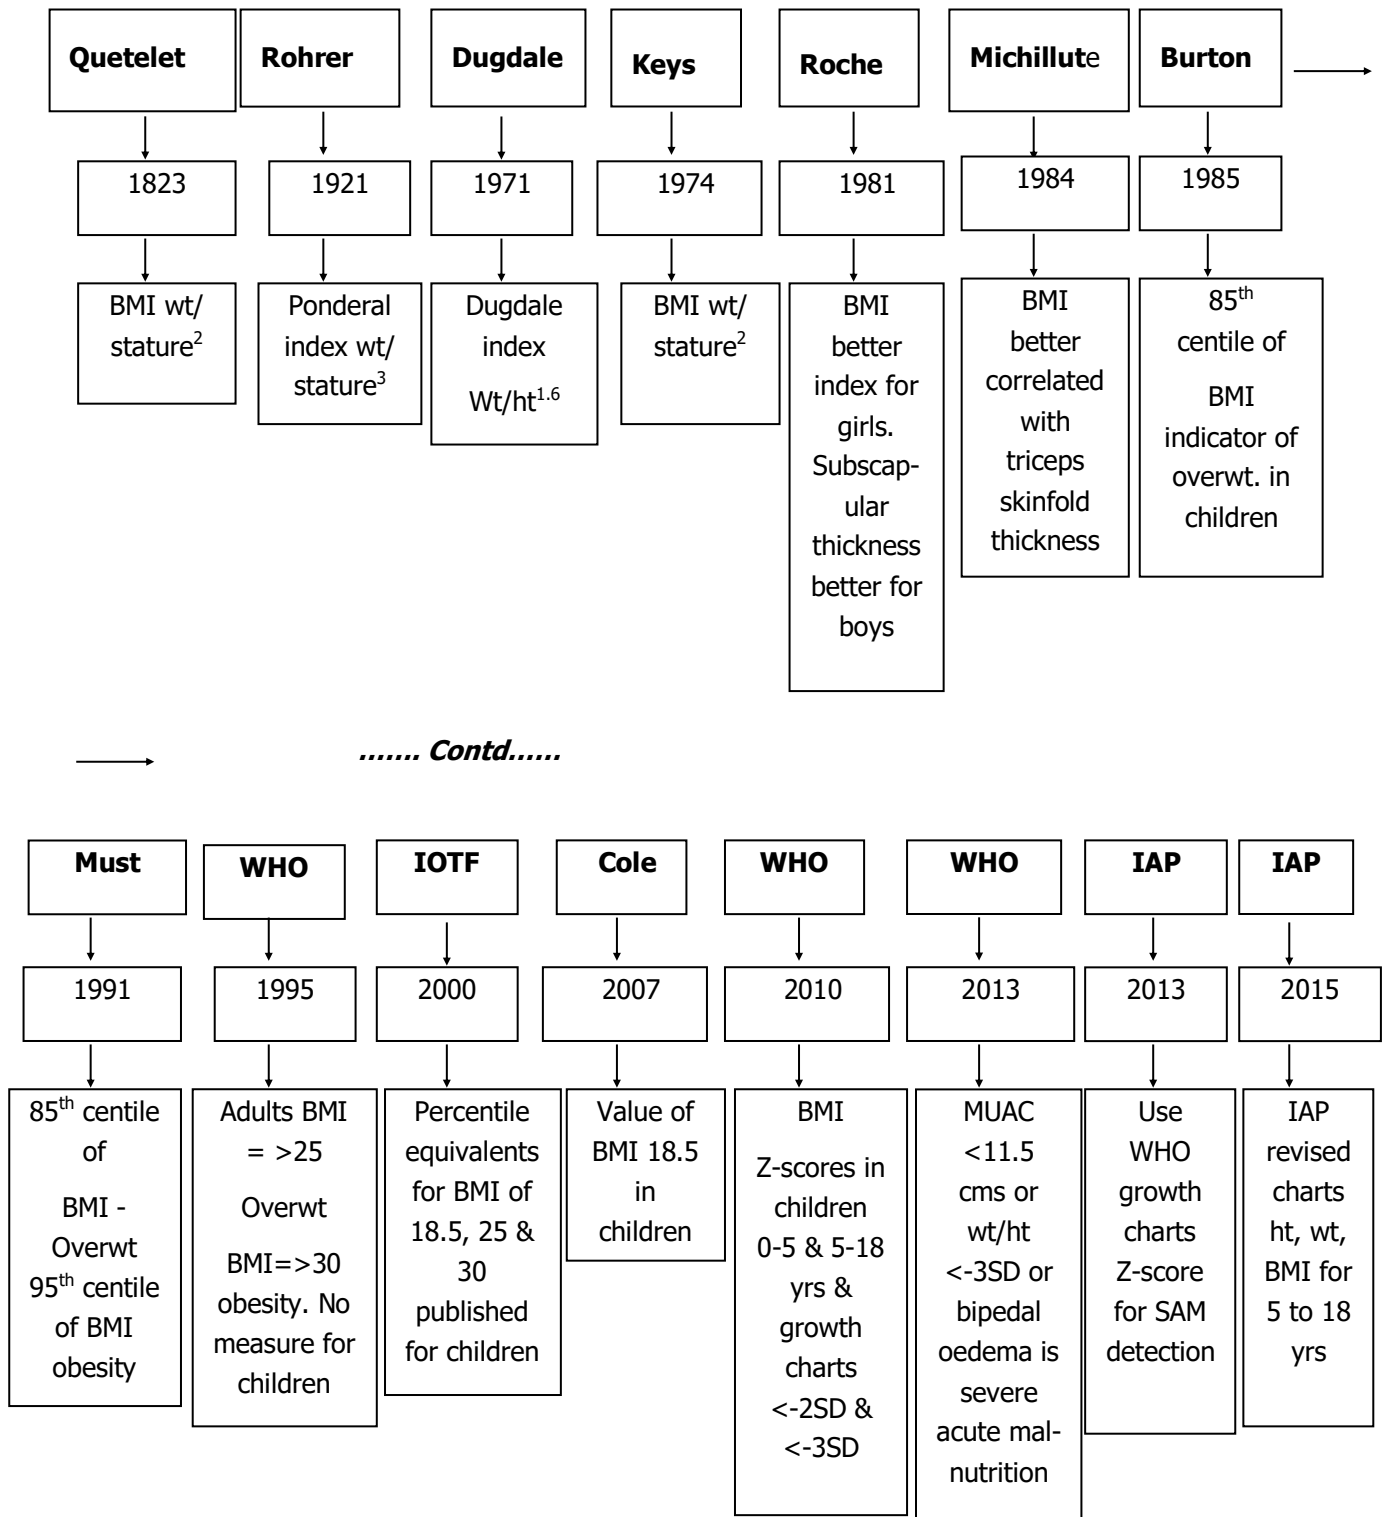 Quetelet
1823
BMI wt/
stature²
Rohrer
1921
Ponderal
index wt/
stature³
Dugdale
1971
Dugdale
index
Wt/ht¹·⁶
Keys
1974
BMI wt/
stature²
Roche
1981
BMI
better
index for
girls.
Subscap-
ular
thickness
better for
boys
Michillute
1984
BMI
better
correlated
with
triceps
skinfold
thickness
Burton
1985
85ᵗʰ
centile of
BMI
indicator of
overwt. in
children
....... Contd......
Must
1991
85ᵗʰ centile
of
BMI -
Overwt
95ᵗʰ centile
of BMI
obesity
WHO
1995
Adults BMI
= >25
Overwt
BMI=>30
obesity. No
measure for
children
IOTF
2000
Percentile
equivalents
for BMI of
18.5, 25 &
30
published
for children
Cole
2007
Value of
BMI 18.5
in
children
WHO
2010
BMI
Z-scores in
children
0-5 & 5-18
yrs &
growth
charts
<-2SD &
<-3SD
WHO
2013
MUAC
<11.5
cms or
wt/ht
<-3SD or
bipedal
oedema is
severe
acute mal-
nutrition
IAP
2013
Use
WHO
growth
charts
Z-score
for SAM
detection
IAP
2015
IAP
revised
charts
ht, wt,
BMI for
5 to 18
yrs